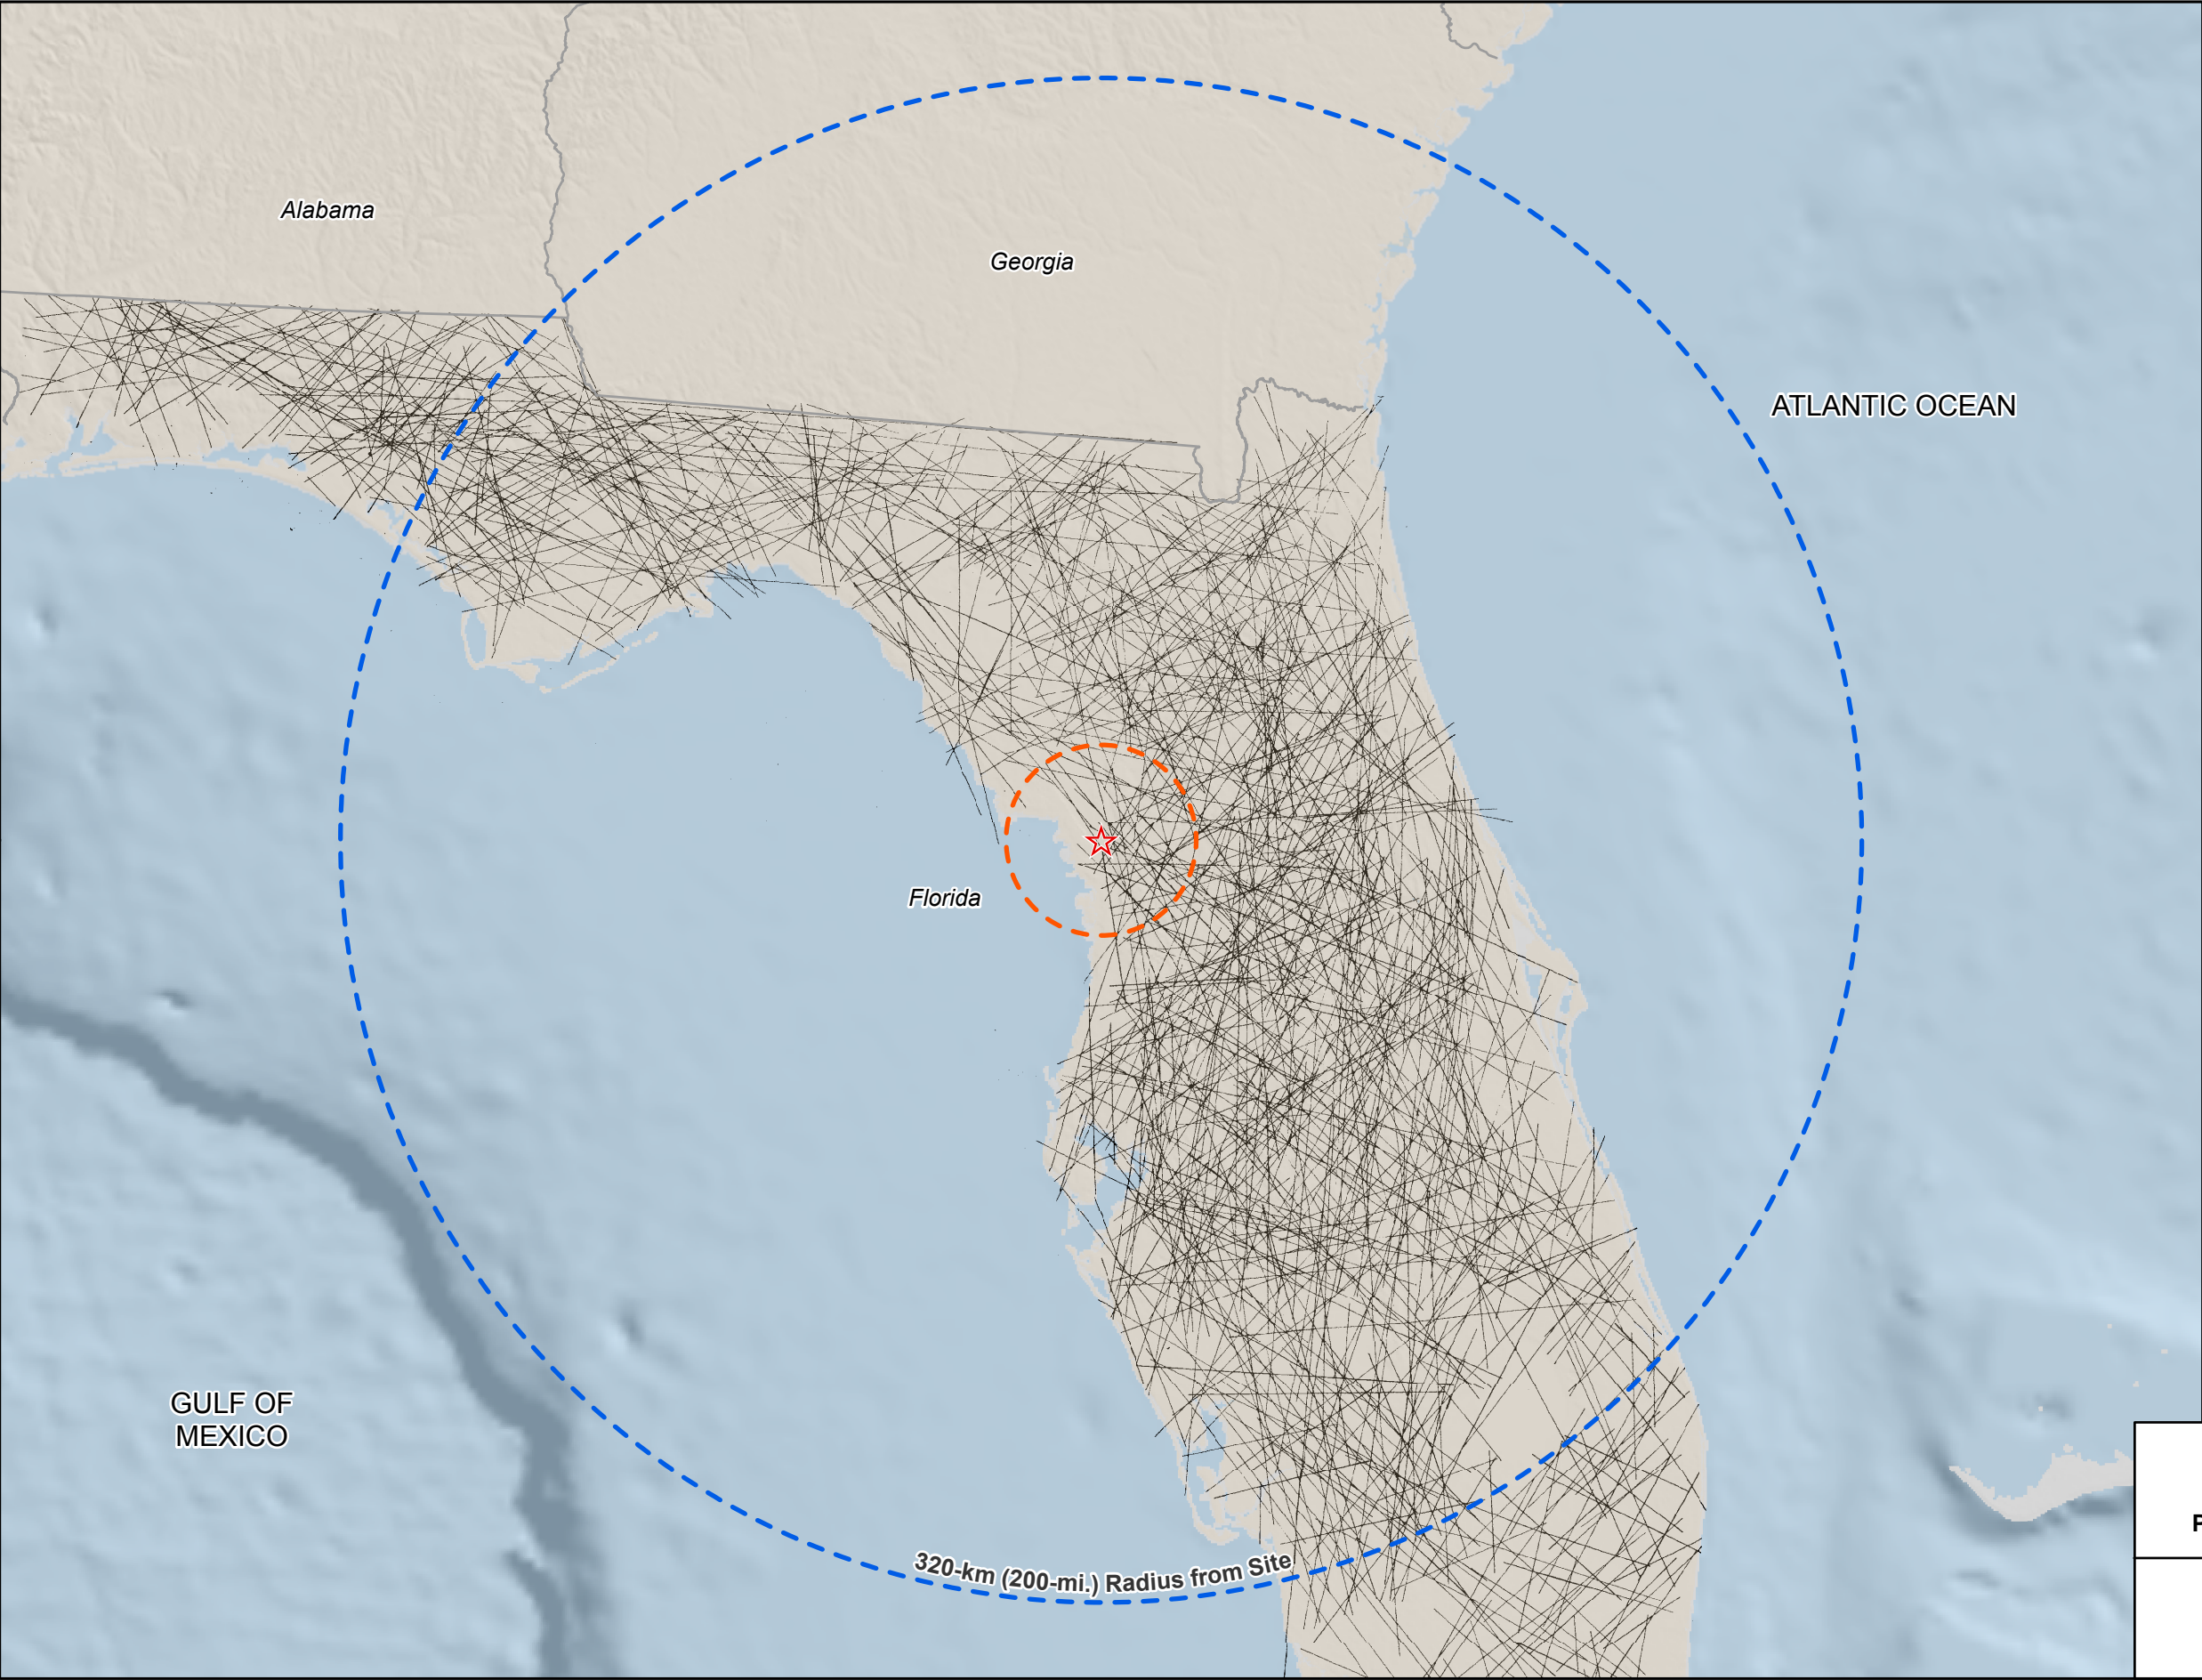 Alabama
Georgia
ATLANTIC OCEAN
Florida
GULF OF
MEXICO
320-km (200-mi.) Radius from Site